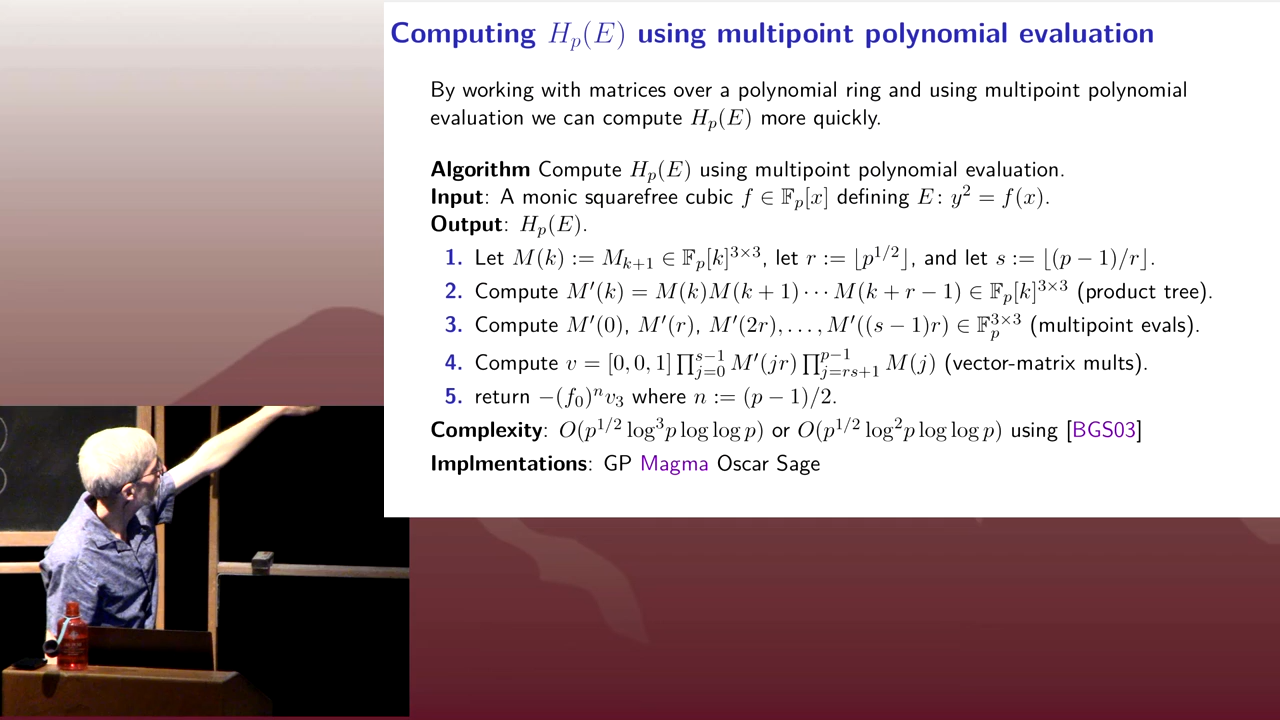 Computing H_p(E) using multipoint polynomial evaluation
By working with matrices over a polynomial ring and using multipoint polynomial
evaluation we can compute H_p(E) more quickly.
Algorithm Compute H_p(E) using multipoint polynomial evaluation.
Input: A monic squarefree cubic f ∈ 𝔽_p[x] defining E: y² = f(x).
Output: H_p(E).
1. Let M(k) := M_{k+1} ∈ 𝔽_p[k]^{3×3}, let r := ⌊p^{1/2}⌋, and let s := ⌊(p − 1)/r⌋.
2. Compute M′(k) = M(k)M(k + 1) ··· M(k + r − 1) ∈ 𝔽_p[k]^{3×3} (product tree).
3. Compute M′(0), M′(r), M′(2r), ..., M′((s − 1)r) ∈ 𝔽_p^{3×3} (multipoint evals).
4. Compute v = [0, 0, 1] ∏_{j=0}^{s−1} M′(jr) ∏_{j=rs+1}^{p−1} M(j) (vector-matrix mults).
5. return −(f_0)^n v_3 where n := (p − 1)/2.
Complexity: O(p^{1/2} log³p log log p) or O(p^{1/2} log²p log log p) using [BGS03]
Implmentations: GP Magma Oscar Sage